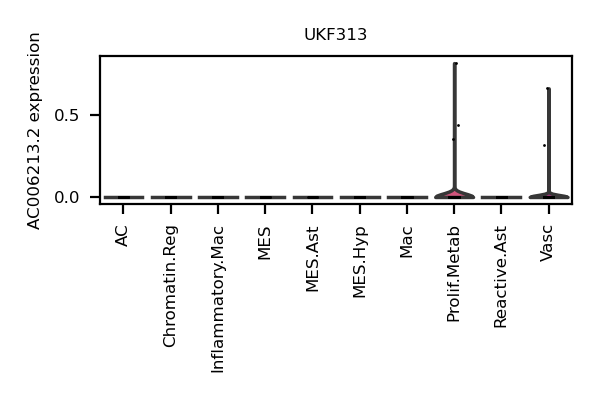 UKF313
AC006213.2 expression
0.5
0.0
AC
Chromatin.Reg
Inflammatory.Mac
MES
MES.Ast
MES.Hyp
Mac
Prolif.Metab
Reactive.Ast
Vasc